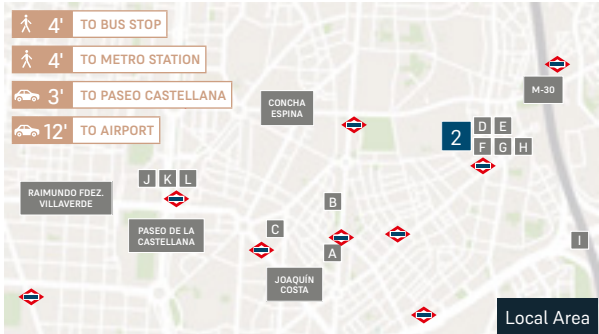 4' TO BUS STOP
4' TO METRO STATION
3' TO PASEO CASTELLANA
12' TO AIRPORT
M-30
CONCHA
ESPINA
2
D E
F G H
J K L
RAIMUNDO FDEZ.
VILLAVERDE
B
PASEO DE LA
CASTELLANA
C
I
A
JOAQUÍN
COSTA
Local Area